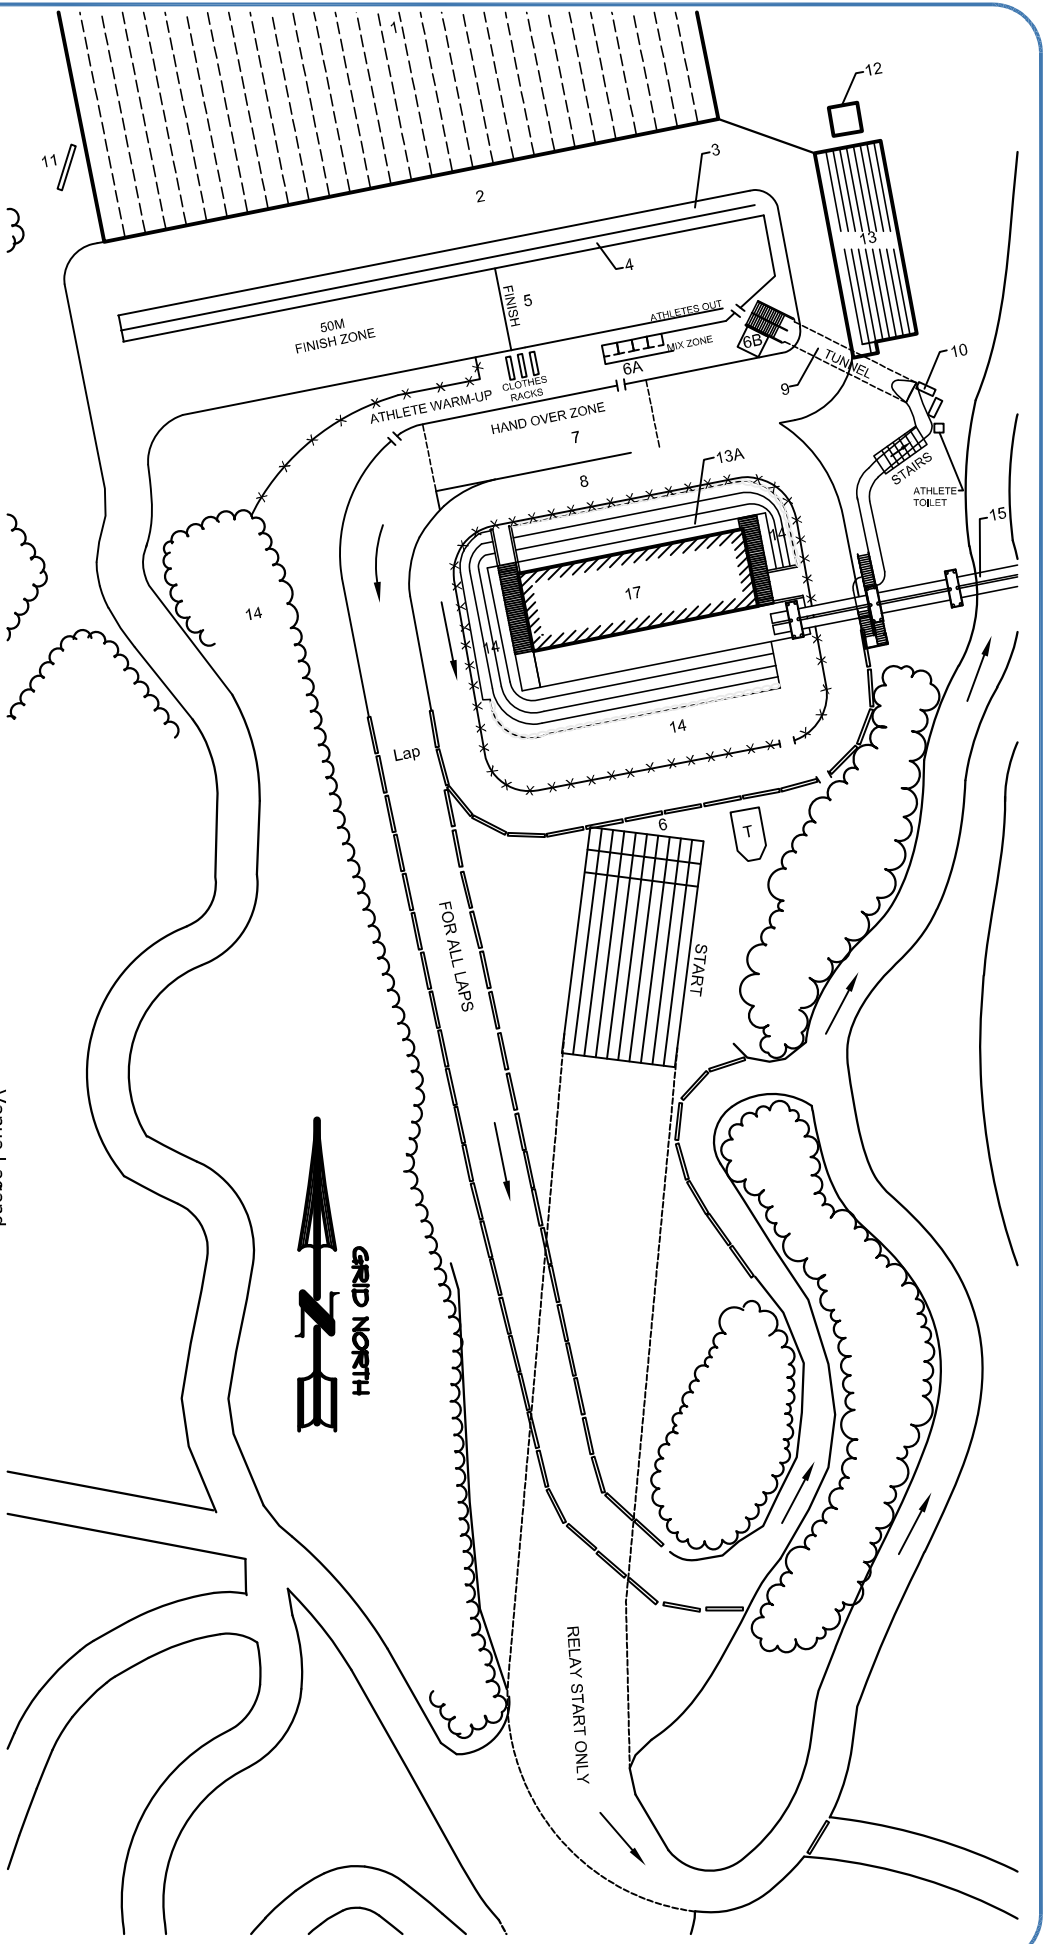 1
12
11
3
2
13
4
5
FINISH
50M
FINISH ZONE
ATHLETES OUT
MIX ZONE
6A
6B
TUNNEL
10
9
CLOTHES
RACKS
ATHLETE WARM-UP
HAND OVER ZONE
7
8
13A
STAIRS
ATHLETE
TOILET
15
14
14
17
14
14
Lap
6
T
FOR ALL LAPS
START
GRID NORTH
N
RELAY START ONLY